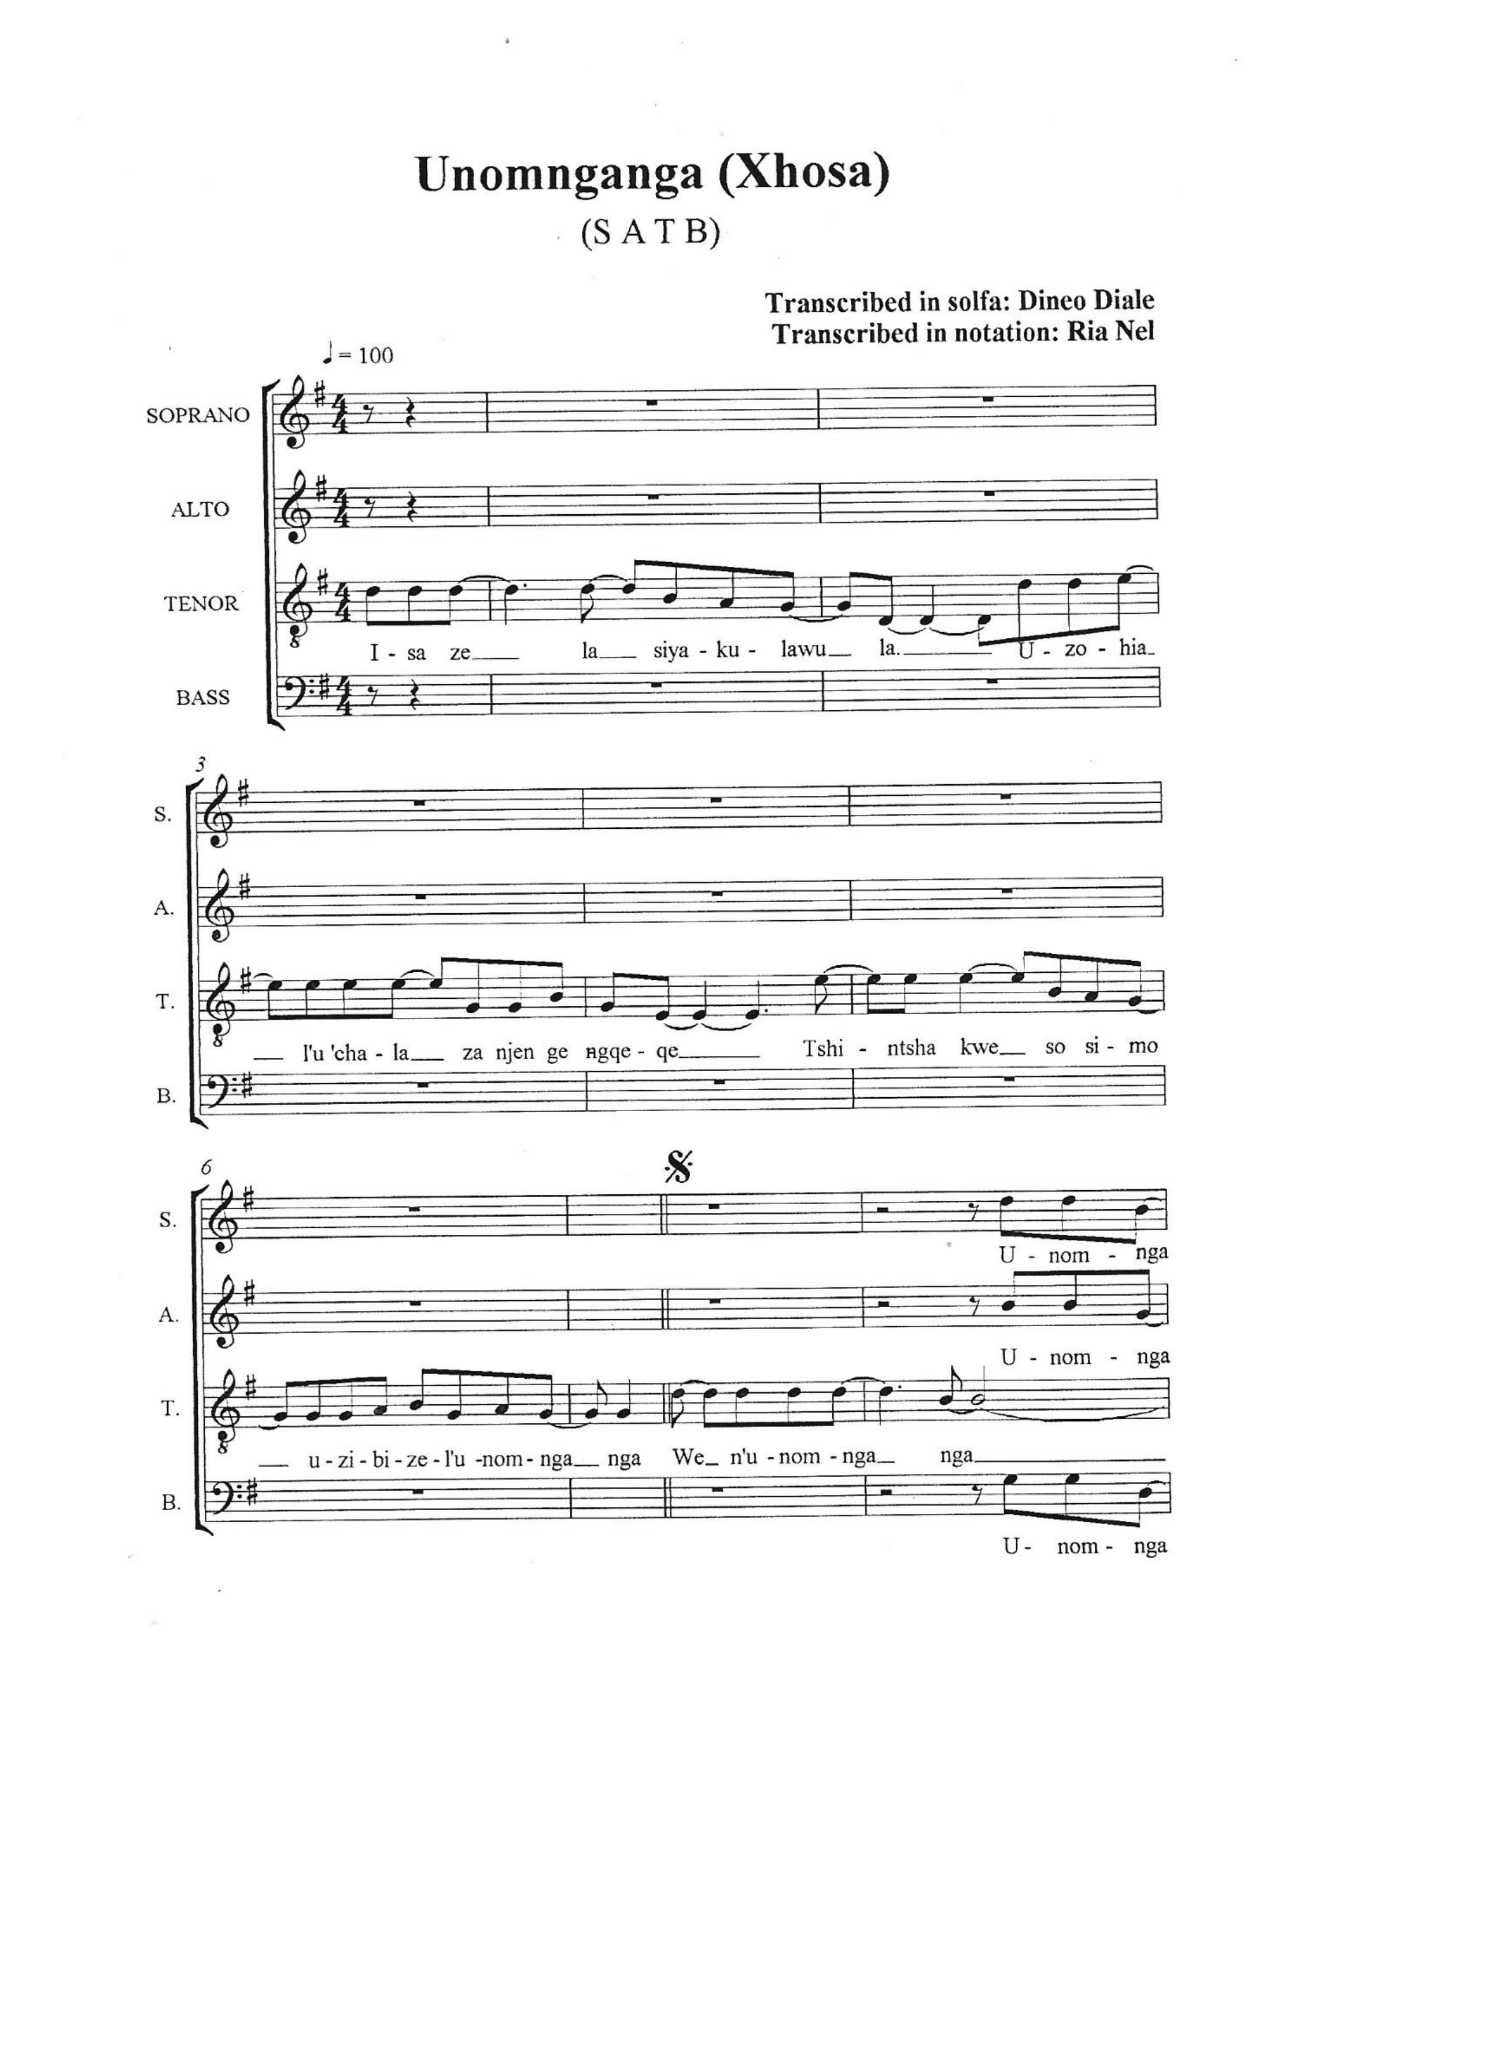 Unomnganga (Xhosa)
(S A T B)
Transcribed in solfa: Dineo Diale
Transcribed in notation: Ria Nel
♩= 100
SOPRANO
ALTO
TENOR
I - sa ze la siya - ku - lawu la. U - zo - hia
BASS
3
S.
A.
T.
l'u 'cha - la za njen ge ngqe - qe Tshi - ntsha kwe so si - mo
B.
6
S.
U - nom - nga
A.
U - nom - nga
T.
u - zi - bi - ze - l'u -nom - nga nga We n'u - nom - nga nga
B.
U - nom - nga